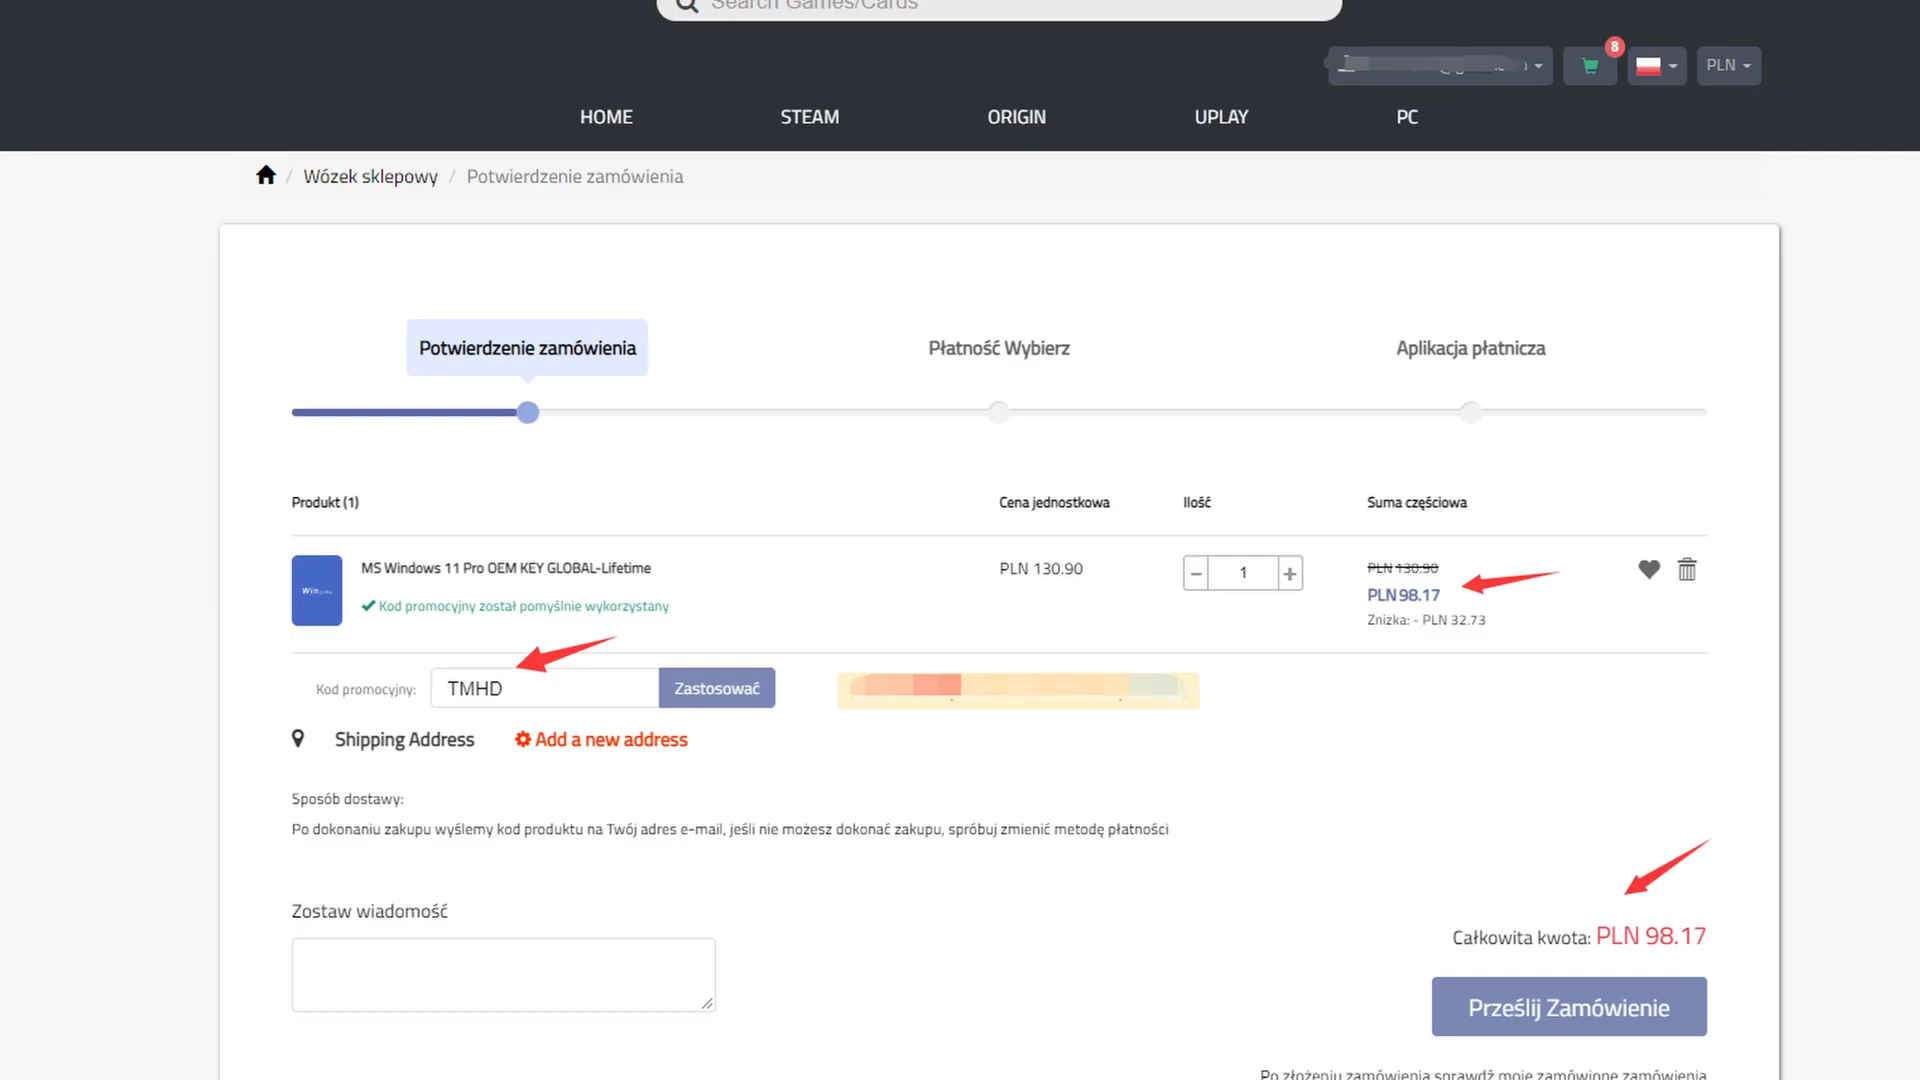 Search Games/Cards
8
PLN
HOME STEAM ORIGIN UPLAY PC
/ Wózek sklepowy / Potwierdzenie zamówienia
Potwierdzenie zamówienia Płatność Wybierz Aplikacja płatnicza
Produkt (1) Cena jednostkowa Ilość Suma częściowa
MS Windows 11 Pro OEM KEY GLOBAL-Lifetime PLN 130.90 − 1 + PLN 130.90
Kod promocyjny został pomyślnie wykorzystany PLN 98.17
Zniżka: - PLN 32.73
Kod promocyjny: TMHD Zastosować
Shipping Address Add a new address
Sposób dostawy:
Po dokonaniu zakupu wyślemy kod produktu na Twój adres e-mail, jeśli nie możesz dokonać zakupu, spróbuj zmienić metodę płatności
Zostaw wiadomość
Całkowita kwota: PLN 98.17
Prześlij Zamówienie
Po złożeniu zamówienia sprawdź moje zamówione zamówienia